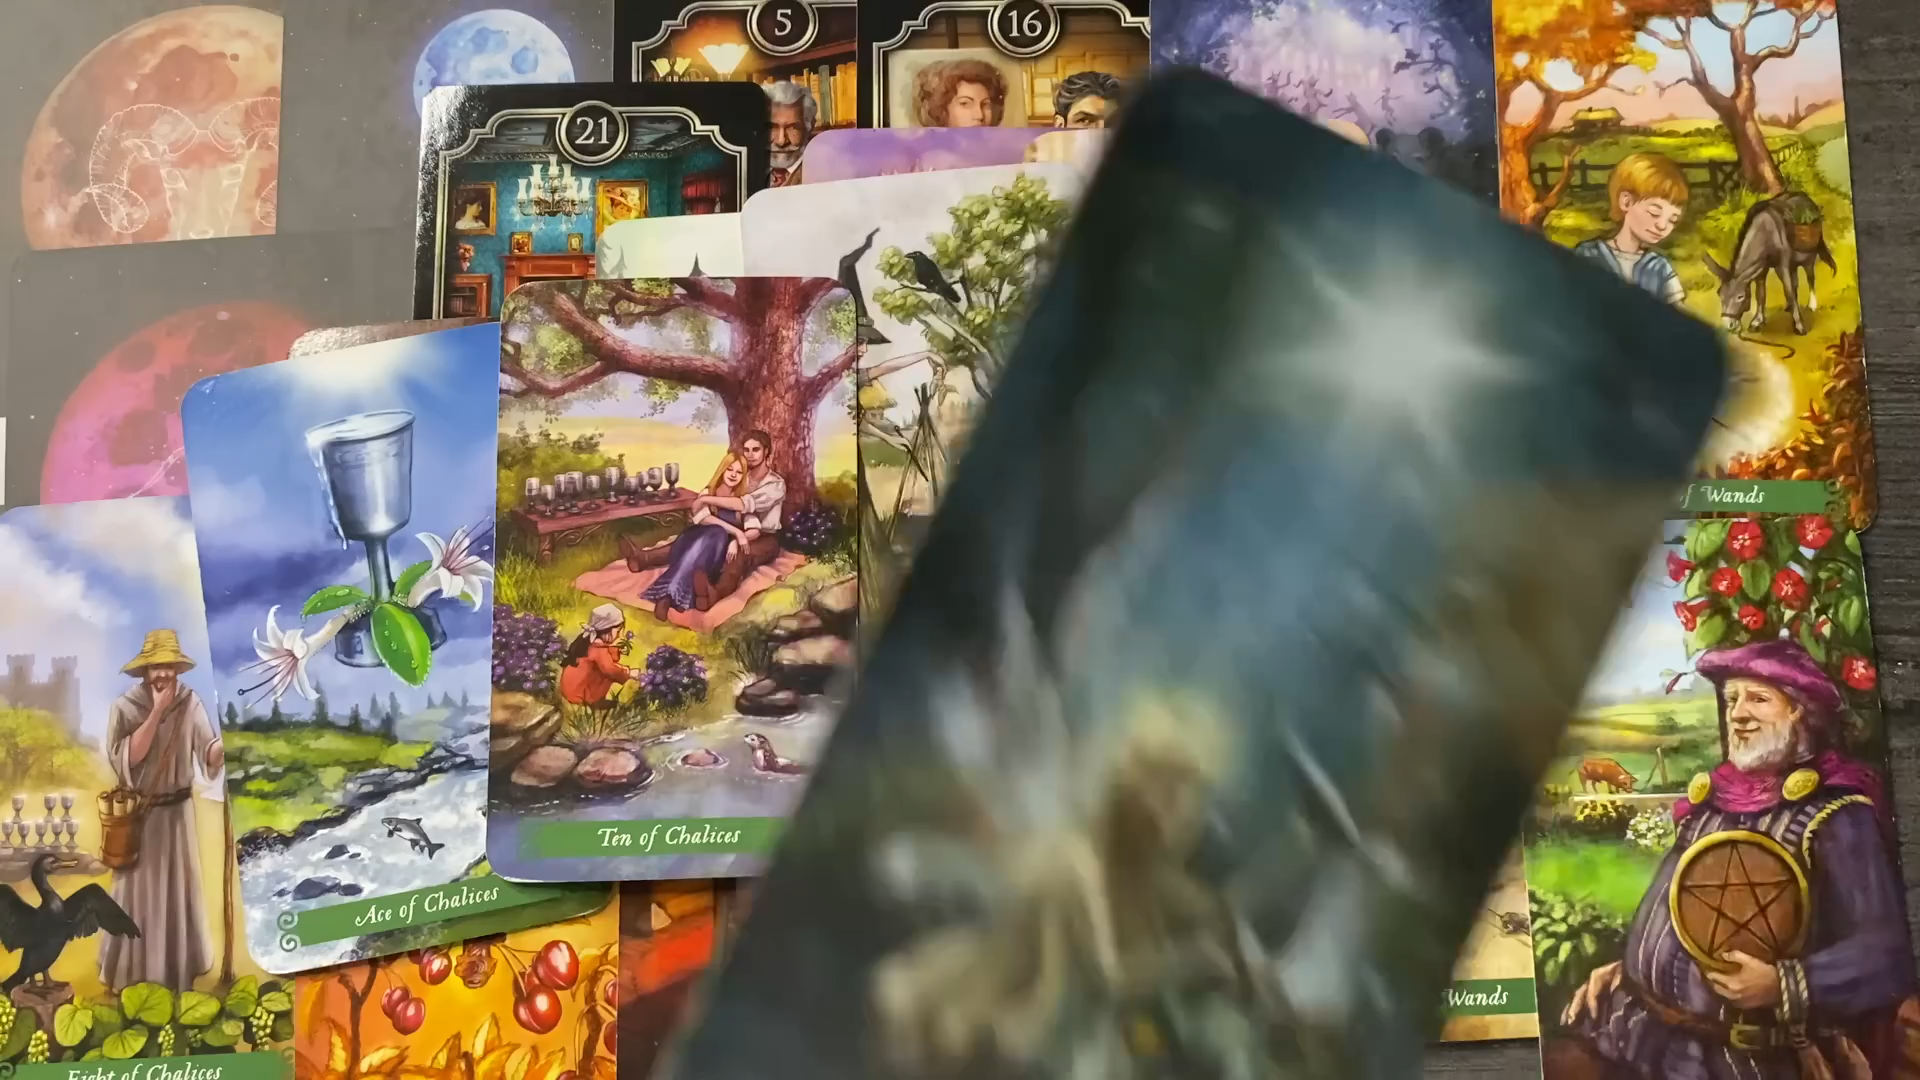 5
16
21
f Wands
Ten of Chalices
Ace of Chalices
Wands
Eight of Chalices